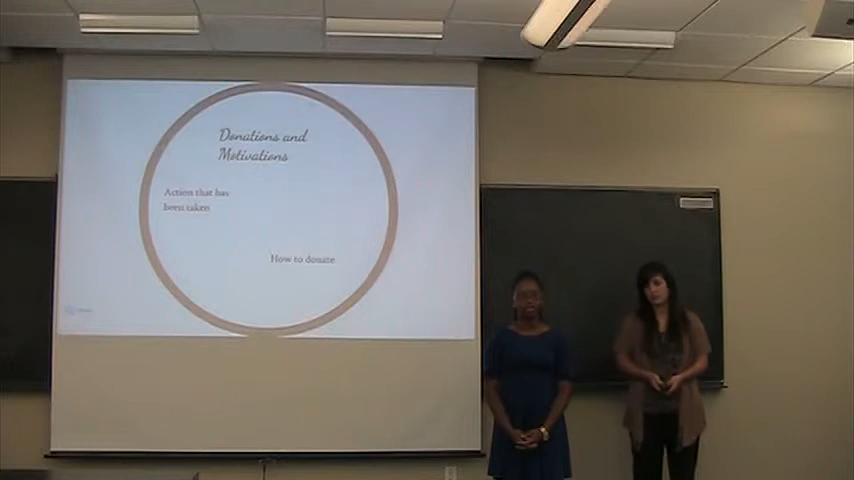 Donations and
Motivations
Action that has
been taken
How to donate